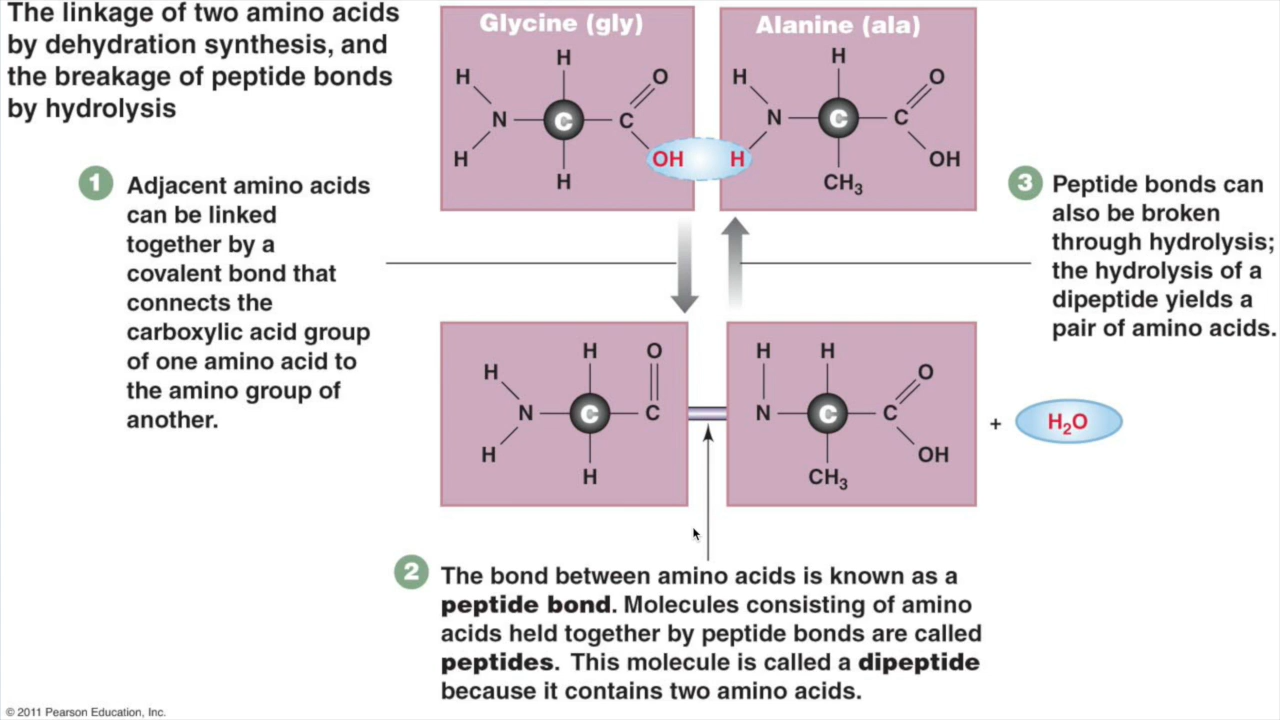 The linkage of two amino acids
by dehydration synthesis, and
the breakage of peptide bonds
by hydrolysis
Glycine (gly)
H
H
O
N
C
C
H
H
OH
Alanine (ala)
H
H
O
N
C
C
H
CH₃
OH
1
Adjacent amino acids
can be linked
together by a
covalent bond that
connects the
carboxylic acid group
of one amino acid to
the amino group of
another.
3
Peptide bonds can
also be broken
through hydrolysis;
the hydrolysis of a
dipeptide yields a
pair of amino acids.
H
O
H
N
C
C
H
H
H
H
O
N
C
C
OH
CH₃
+
H₂O
2
The bond between amino acids is known as a
peptide bond. Molecules consisting of amino
acids held together by peptide bonds are called
peptides. This molecule is called a dipeptide
because it contains two amino acids.
© 2011 Pearson Education, Inc.